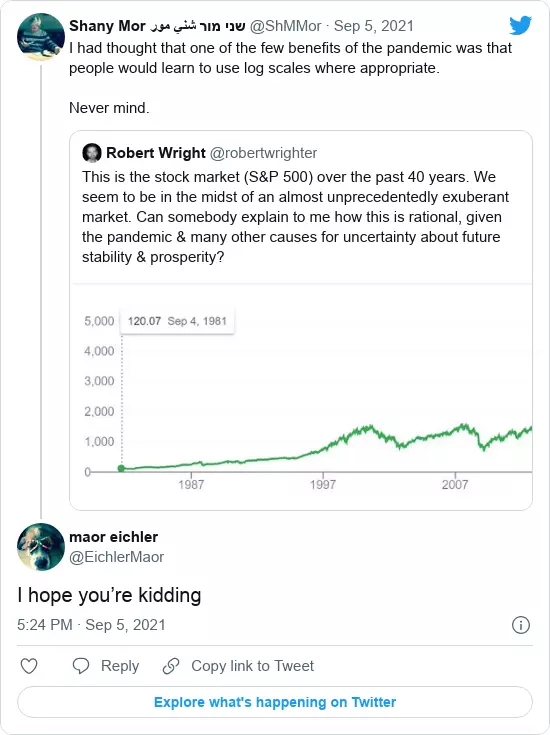 Shany Mor שני מור شني مور @ShMMor · Sep 5, 2021
I had thought that one of the few benefits of the pandemic was that
people would learn to use log scales where appropriate.
Never mind.
Robert Wright @robertwrighter
This is the stock market (S&P 500) over the past 40 years. We
seem to be in the midst of an almost unprecedentedly exuberant
market. Can somebody explain to me how this is rational, given
the pandemic & many other causes for uncertainty about future
stability & prosperity?
5,000
120.07 Sep 4, 1981
4,000
3,000
2,000
1,000
0
1987
1997
2007
maor eichler
@EichlerMaor
I hope you’re kidding
5:24 PM · Sep 5, 2021
Reply
Copy link to Tweet
Explore what's happening on Twitter